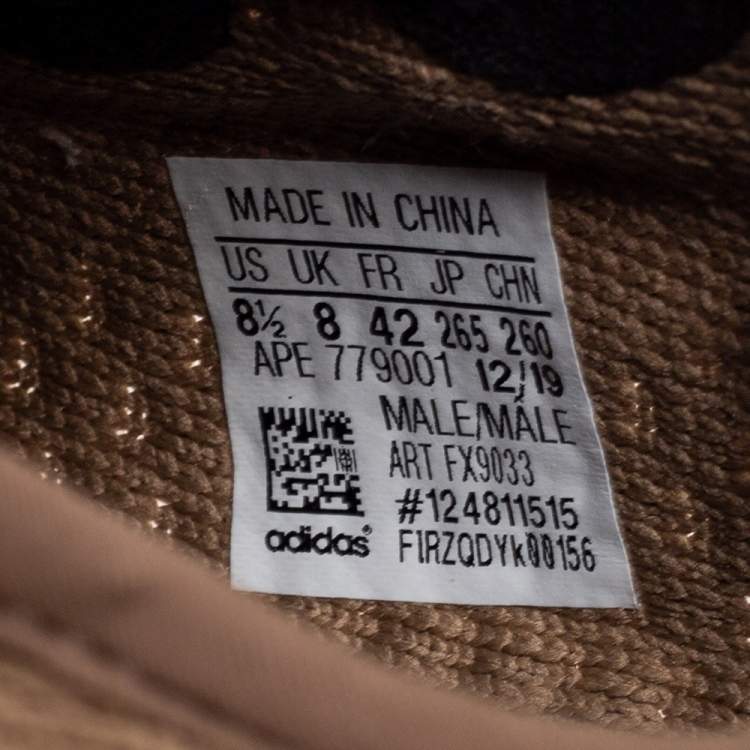 MADE IN CHINA
US UK FR JP CHN
8½ 8 42 265 260
APE 779001 12/19
MALE/MÂLE
ART FX9033
#124811515
adidas®
F1RZQDYk00156